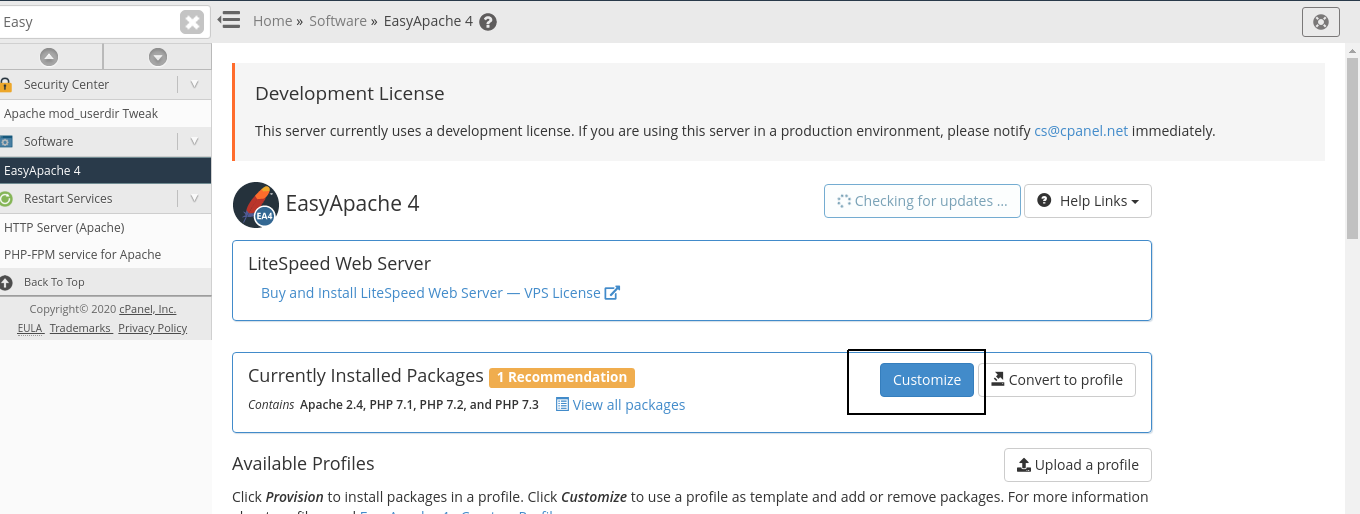 Easy
Home » Software » EasyApache 4
Security Center
Apache mod_userdir Tweak
Software
EasyApache 4
Restart Services
HTTP Server (Apache)
PHP-FPM service for Apache
Back To Top
Copyright© 2020 cPanel, Inc.
EULA Trademarks Privacy Policy
Development License
This server currently uses a development license. If you are using this server in a production environment, please notify cs@cpanel.net immediately.
EA4
EasyApache 4
Checking for updates ...
Help Links
LiteSpeed Web Server
Buy and Install LiteSpeed Web Server — VPS License
Currently Installed Packages 1 Recommendation
Customize
Convert to profile
Contains Apache 2.4, PHP 7.1, PHP 7.2, and PHP 7.3 View all packages
Available Profiles
Upload a profile
Click Provision to install packages in a profile. Click Customize to use a profile as template and add or remove packages. For more information